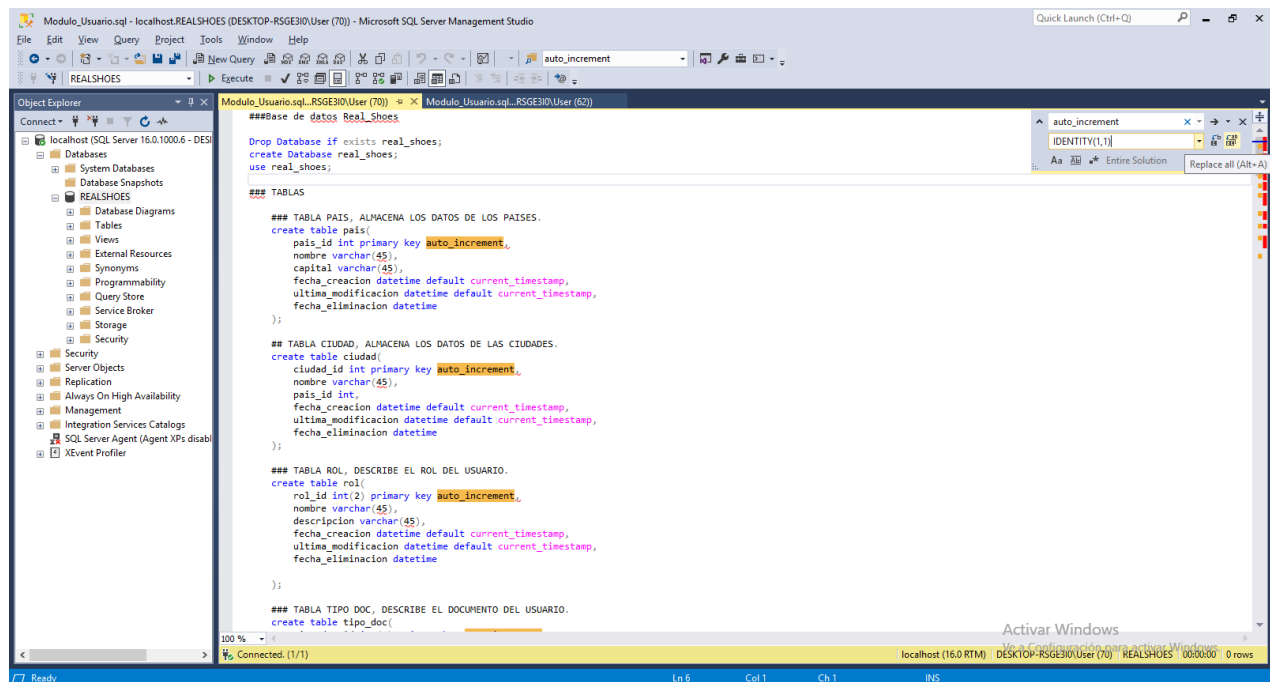 Modulo_Usuario.sql - localhost.REALSHOES (DESKTOP-RSGE3I0\User (70)) - Microsoft SQL Server Management Studio
Quick Launch (Ctrl+Q)
File Edit View Query Project Tools Window Help
New Query
auto_increment
REALSHOES
Execute
Object Explorer
Modulo_Usuario.sql...RSGE3I0\User (70))
Modulo_Usuario.sql...RSGE3I0\User (62))
Connect
localhost (SQL Server 16.0.1000.6 - DESI
Databases
System Databases
Database Snapshots
REALSHOES
Database Diagrams
Tables
Views
External Resources
Synonyms
Programmability
Query Store
Service Broker
Storage
Security
Security
Server Objects
Replication
Always On High Availability
Management
Integration Services Catalogs
SQL Server Agent (Agent XPs disabl
XEvent Profiler
###Base de datos Real_Shoes
Drop Database if exists real_shoes;
create Database real_shoes;
use real_shoes;
### TABLAS
### TABLA PAIS, ALMACENA LOS DATOS DE LOS PAISES.
create table pais(
pais_id int primary key auto_increment,
nombre varchar(45),
capital varchar(45),
fecha_creacion datetime default current_timestamp,
ultima_modificacion datetime default current_timestamp,
fecha_eliminacion datetime
);
## TABLA CIUDAD, ALMACENA LOS DATOS DE LAS CIUDADES.
create table ciudad(
ciudad_id int primary key auto_increment,
nombre varchar(45),
pais_id int,
fecha_creacion datetime default current_timestamp,
ultima_modificacion datetime default current_timestamp,
fecha_eliminacion datetime
);
### TABLA ROL, DESCRIBE EL ROL DEL USUARIO.
create table rol(
rol_id int(2) primary key auto_increment,
nombre varchar(45),
descripcion varchar(45),
fecha_creacion datetime default current_timestamp,
ultima_modificacion datetime default current_timestamp,
fecha_eliminacion datetime
);
### TABLA TIPO DOC, DESCRIBE EL DOCUMENTO DEL USUARIO.
create table tipo_doc(
auto_increment
IDENTITY(1,1)
Aa Ab| .* Entire Solution
Replace all (Alt+A)
100 %
Activar Windows
Ve a Configuración para activar Windows.
Connected. (1/1)
localhost (16.0 RTM) DESKTOP-RSGE3I0\User (70) REALSHOES 00:00:00 0 rows
Ready
Ln 6 Col 1 Ch 1 INS